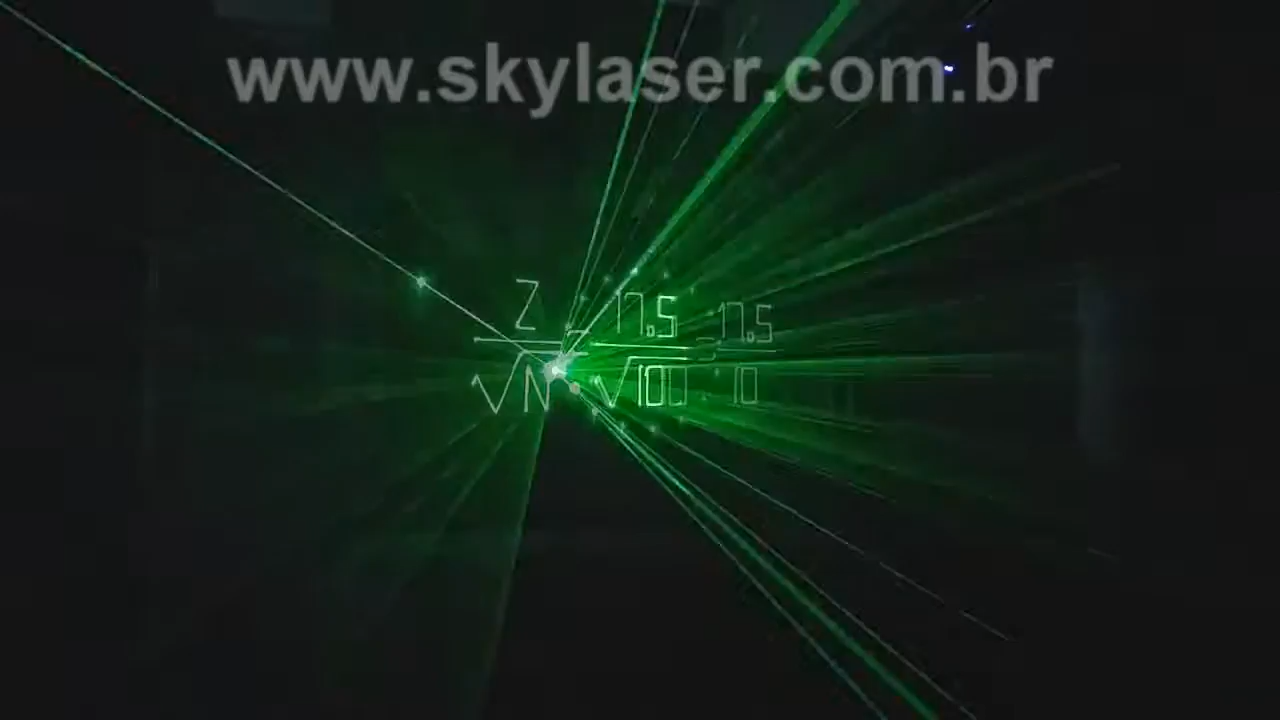 www.skylaser.com.br
Z / √N = 17.5 / √100 = 17.5 / 10